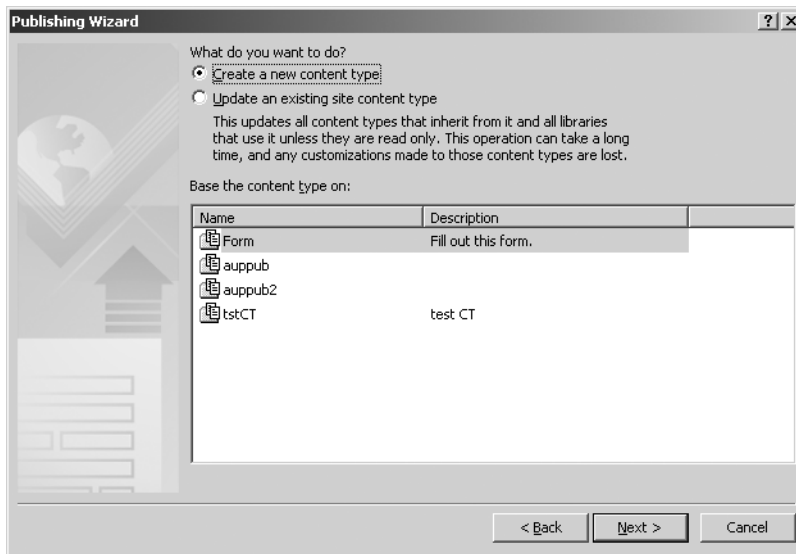 Publishing Wizard
What do you want to do?
Create a new content type
Update an existing site content type
This updates all content types that inherit from it and all libraries
that use it unless they are read only. This operation can take a long
time, and any customizations made to those content types are lost.
Base the content type on:
Name Description
Form Fill out this form.
auppub
auppub2
tstCT test CT
< Back Next > Cancel